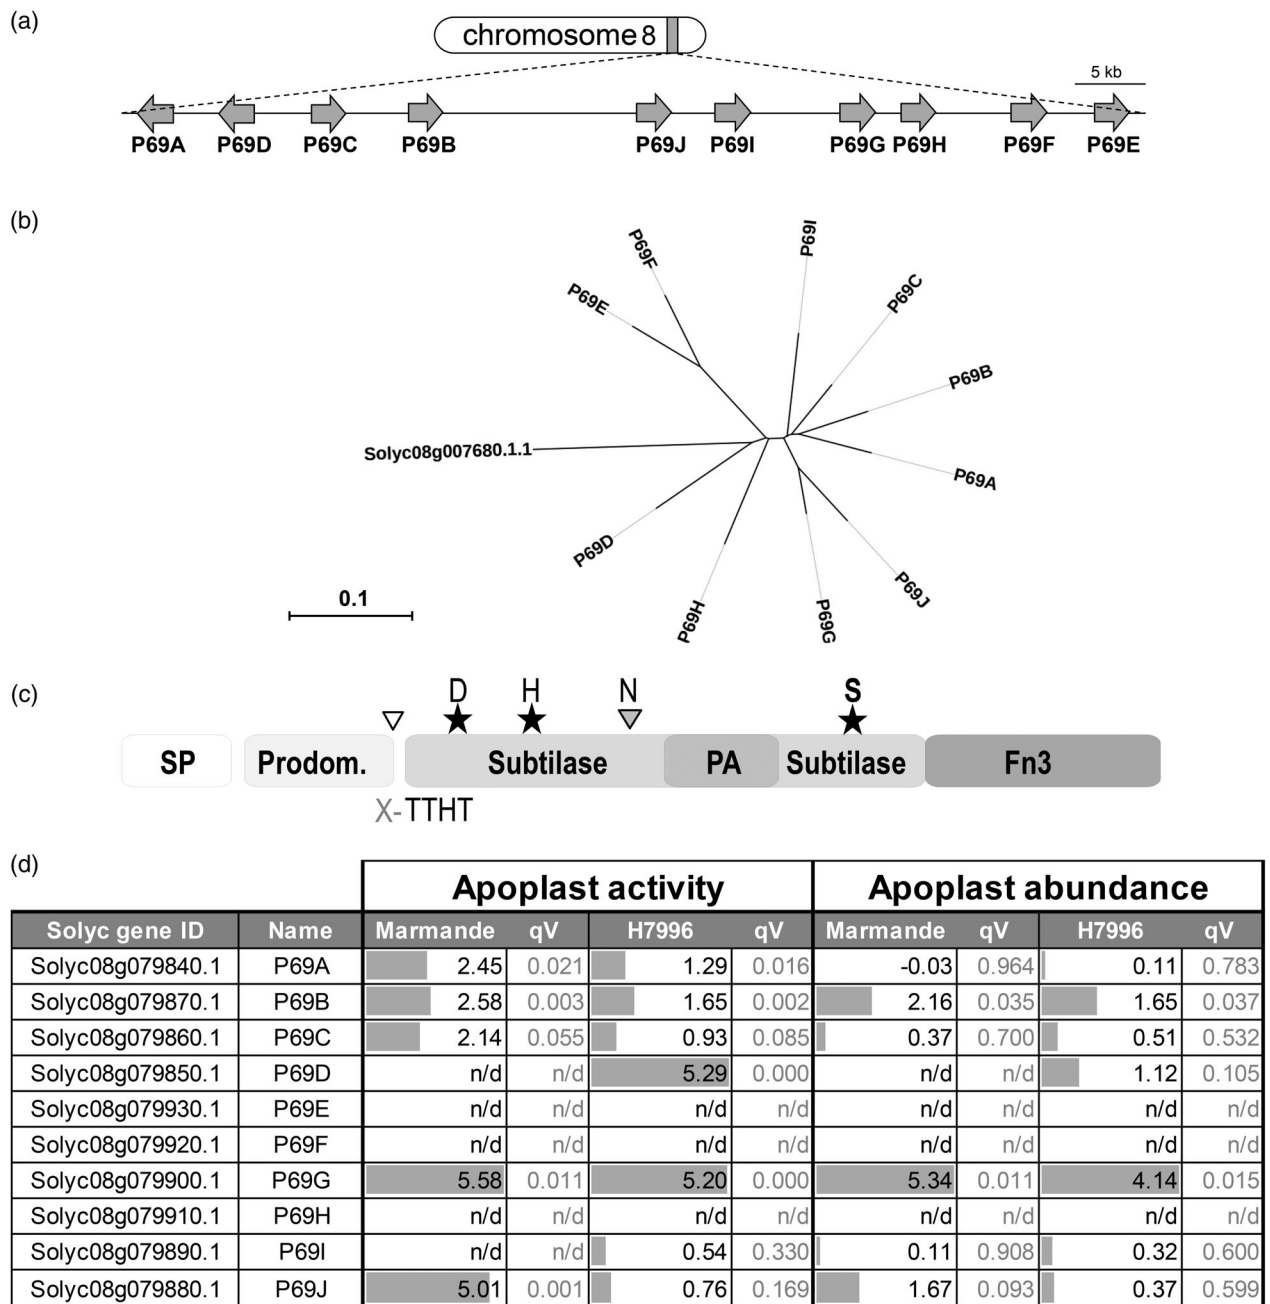 (a)
chromosome 8
5 kb
P69A P69D P69C P69B P69J P69I P69G P69H P69F P69E
(b)
P69I
P69F
P69C
P69E
P69B
Solyc08g007680.1.1
P69A
P69D
P69J
P69H
P69G
0.1
(c)
D H N S
SP Prodom. Subtilase PA Subtilase Fn3
X-TTHT
(d)
Apoplast activity Apoplast abundance
Solyc gene ID Name Marmande qV H7996 qV Marmande qV H7996 qV
Solyc08g079840.1 P69A 2.45 0.021 1.29 0.016 -0.03 0.964 0.11 0.783
Solyc08g079870.1 P69B 2.58 0.003 1.65 0.002 2.16 0.035 1.65 0.037
Solyc08g079860.1 P69C 2.14 0.055 0.93 0.085 0.37 0.700 0.51 0.532
Solyc08g079850.1 P69D n/d n/d 5.29 0.000 n/d n/d 1.12 0.105
Solyc08g079930.1 P69E n/d n/d n/d n/d n/d n/d n/d n/d
Solyc08g079920.1 P69F n/d n/d n/d n/d n/d n/d n/d n/d
Solyc08g079900.1 P69G 5.58 0.011 5.20 0.000 5.34 0.011 4.14 0.015
Solyc08g079910.1 P69H n/d n/d n/d n/d n/d n/d n/d n/d
Solyc08g079890.1 P69I n/d n/d 0.54 0.330 0.11 0.908 0.32 0.600
Solyc08g079880.1 P69J 5.01 0.001 0.76 0.169 1.67 0.093 0.37 0.599